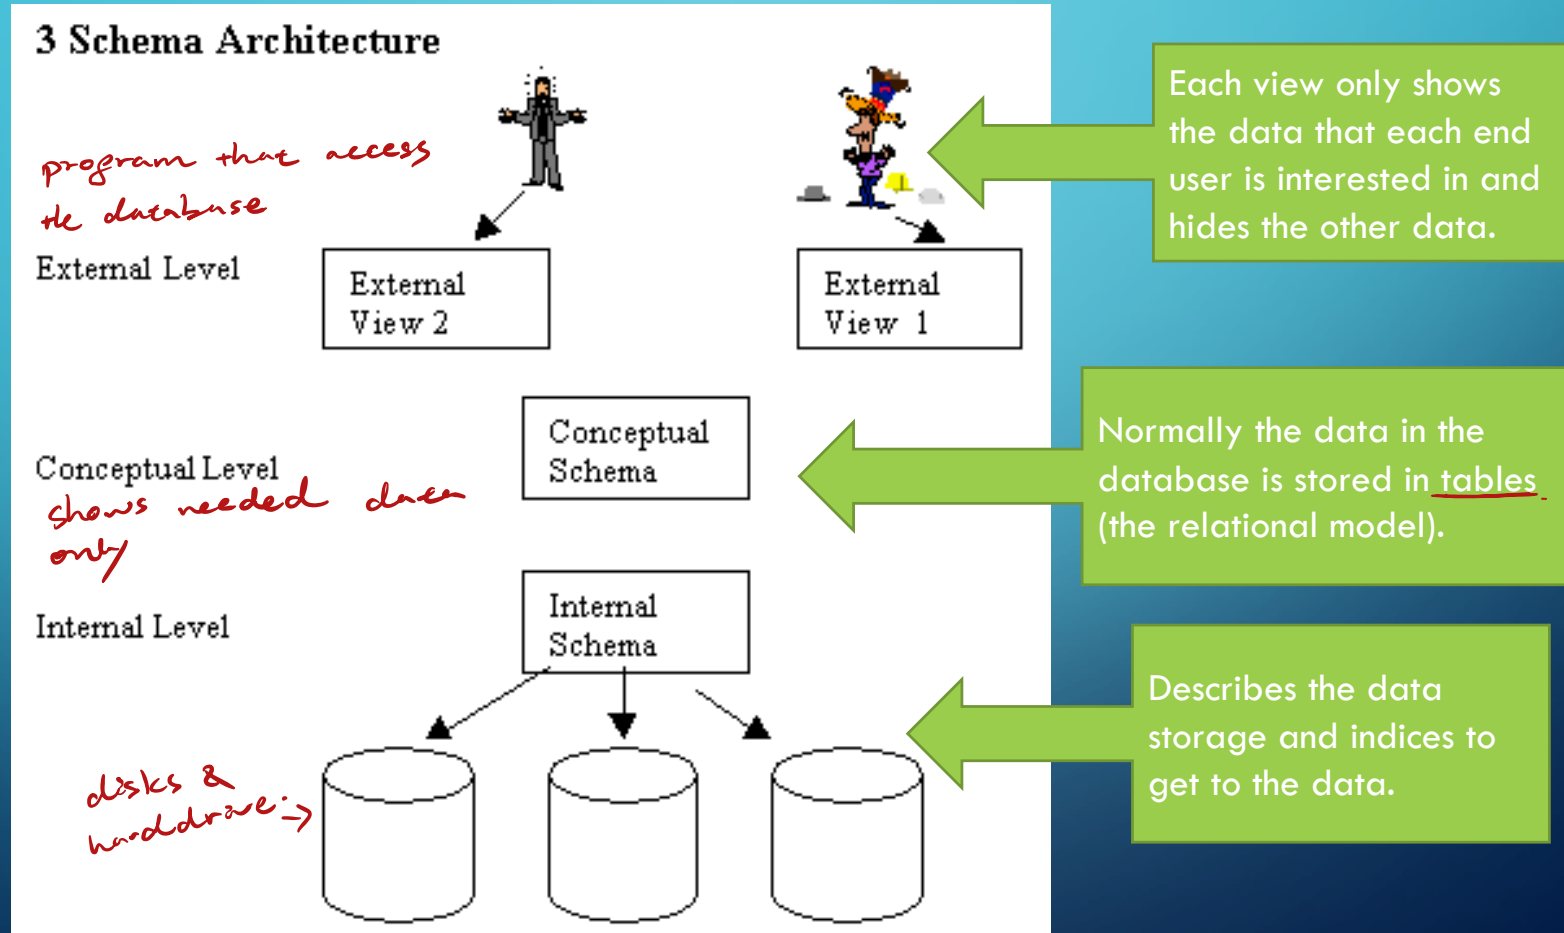 3 Schema Architecture
program that access
the database
External Level
External
View 2
External
View 1
Each view only shows
the data that each end
user is interested in and
hides the other data.
Conceptual Level
shows needed data
only
Conceptual
Schema
Normally the data in the
database is stored in tables
(the relational model).
Internal Level
Internal
Schema
Describes the data
storage and indices to
get to the data.
disks &
harddrive.